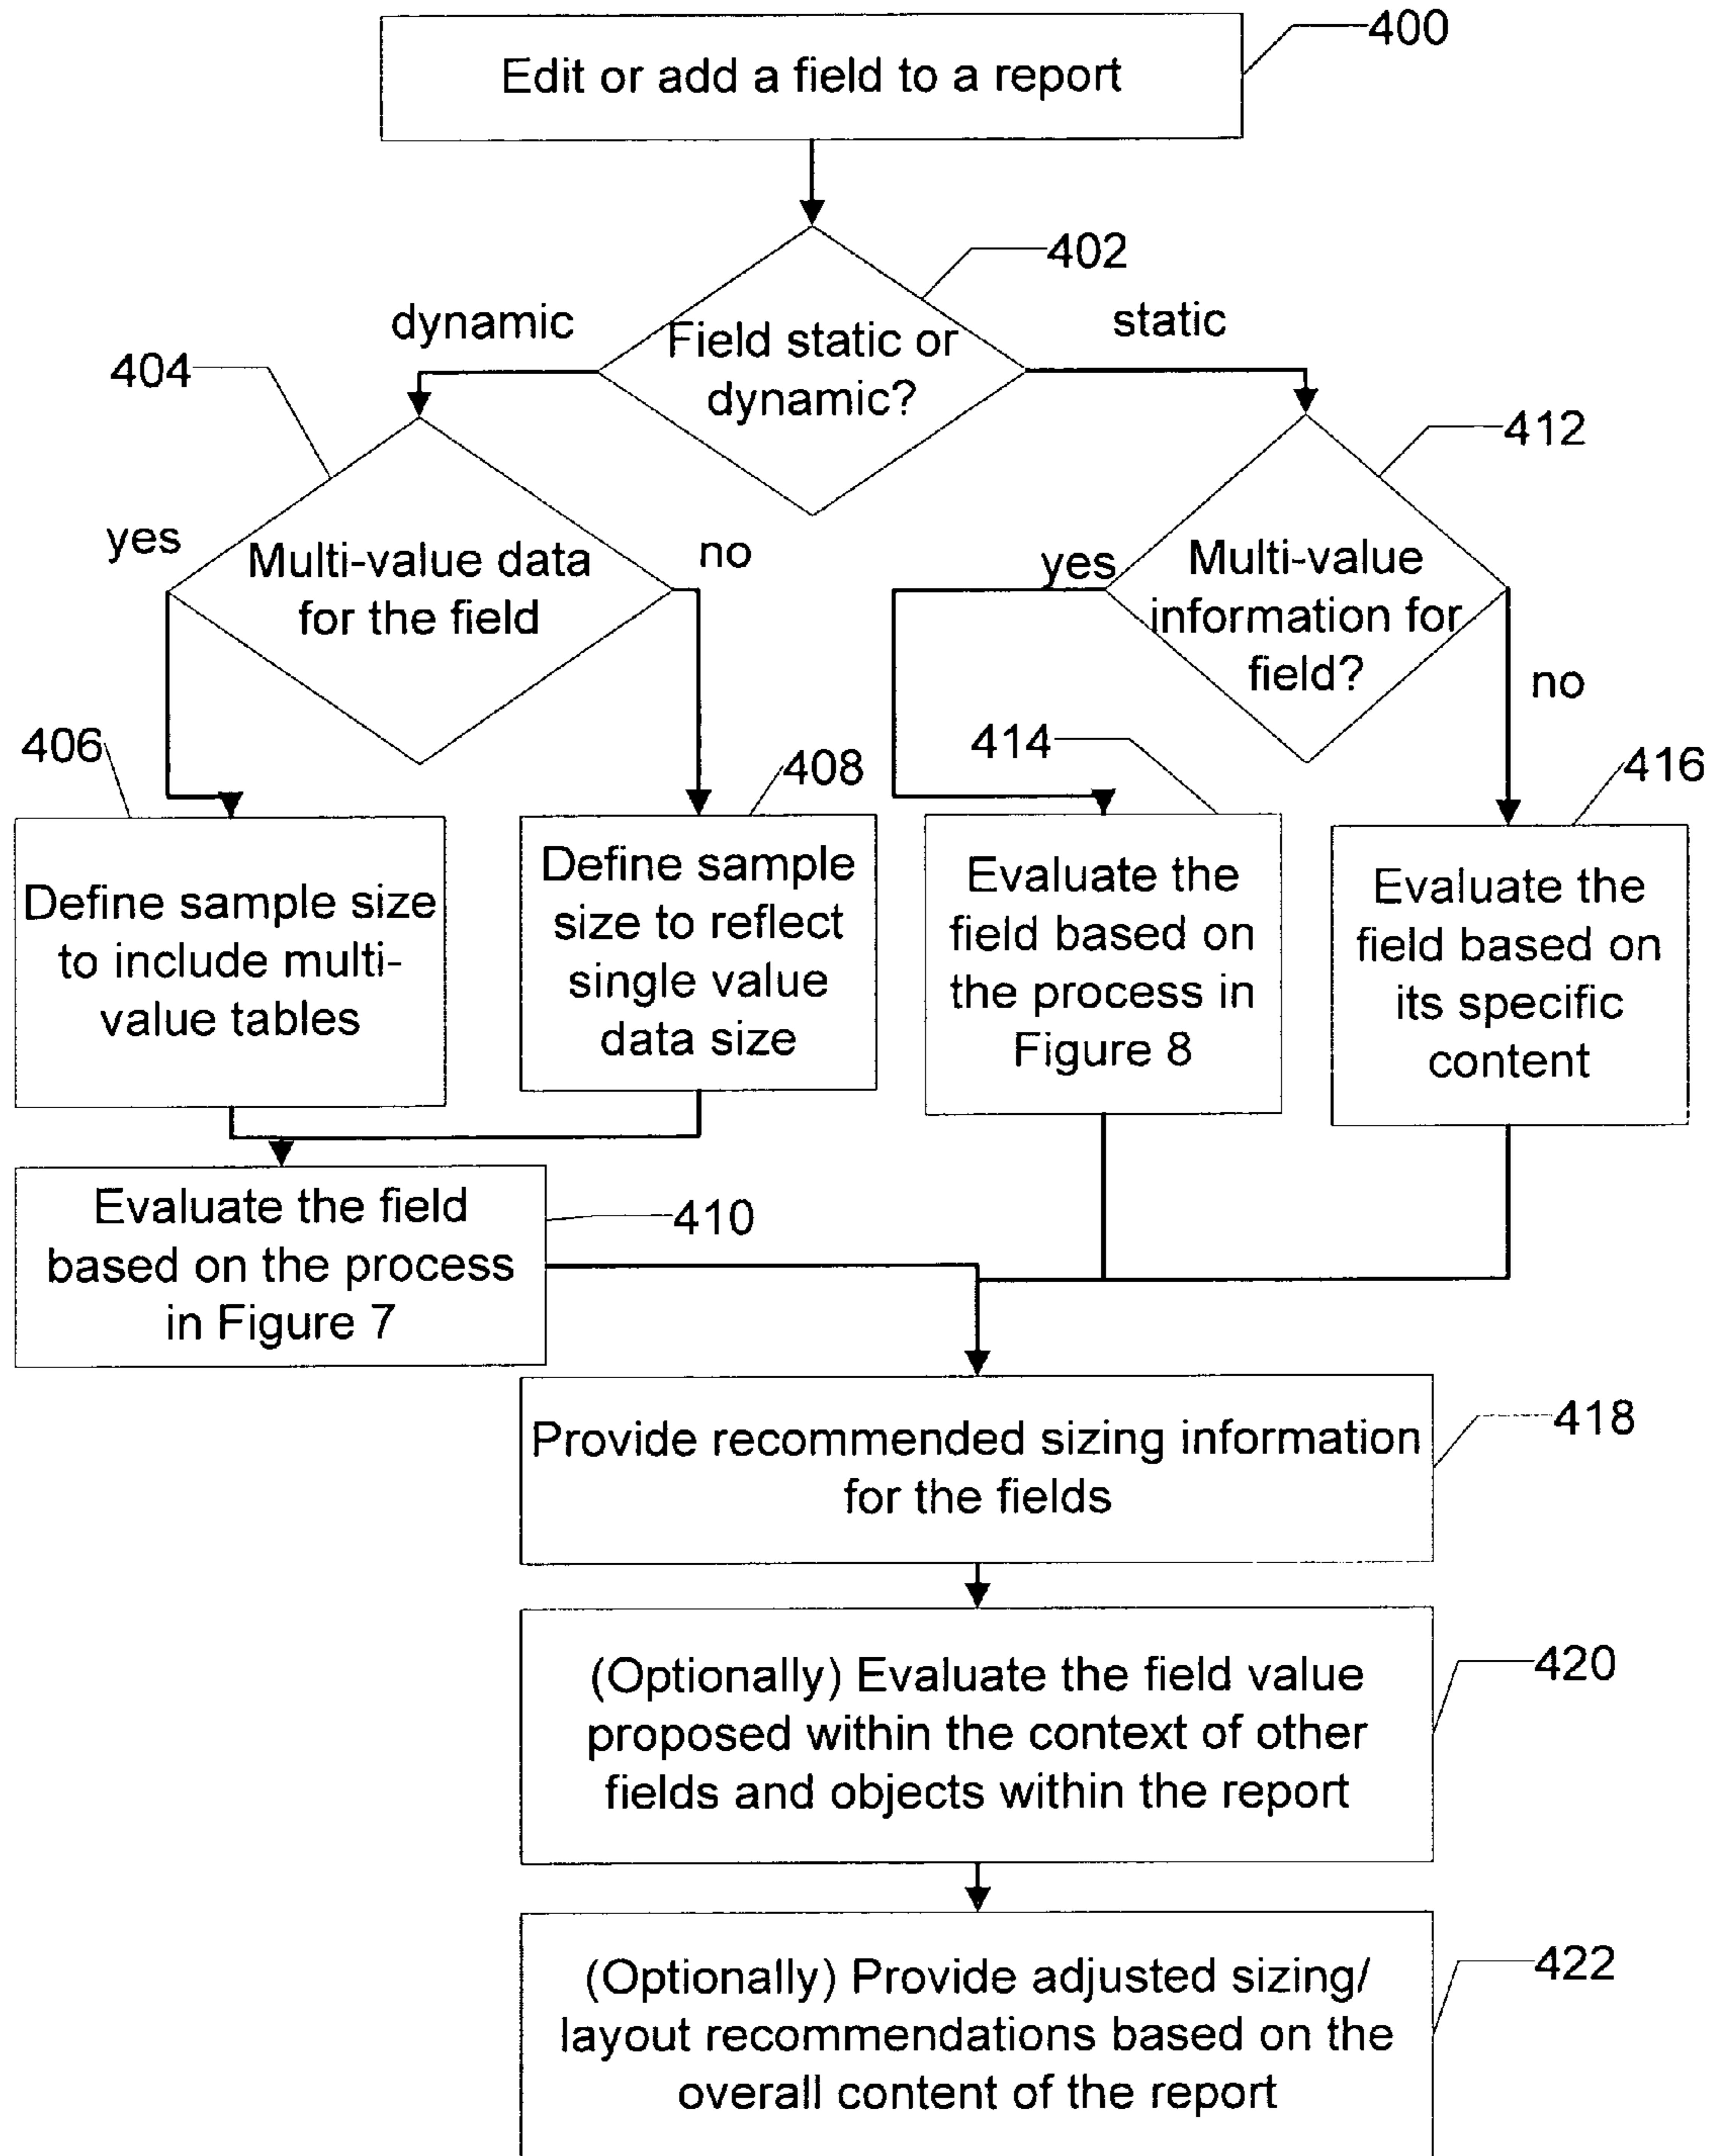 400
Edit or add a field to a report
402
dynamic
static
Field static or
dynamic?
404
412
yes
no
Multi-value data
for the field
yes
Multi-value
information for
field?
no
406
408
414
416
Define sample size
to include multi-
value tables
Define sample
size to reflect
single value
data size
Evaluate the
field based on
the process in
Figure 8
Evaluate the
field based on
its specific
content
Evaluate the field
based on the process
in Figure 7
410
Provide recommended sizing information
for the fields
418
(Optionally) Evaluate the field value
proposed within the context of other
fields and objects within the report
420
(Optionally) Provide adjusted sizing/
layout recommendations based on the
overall content of the report
422